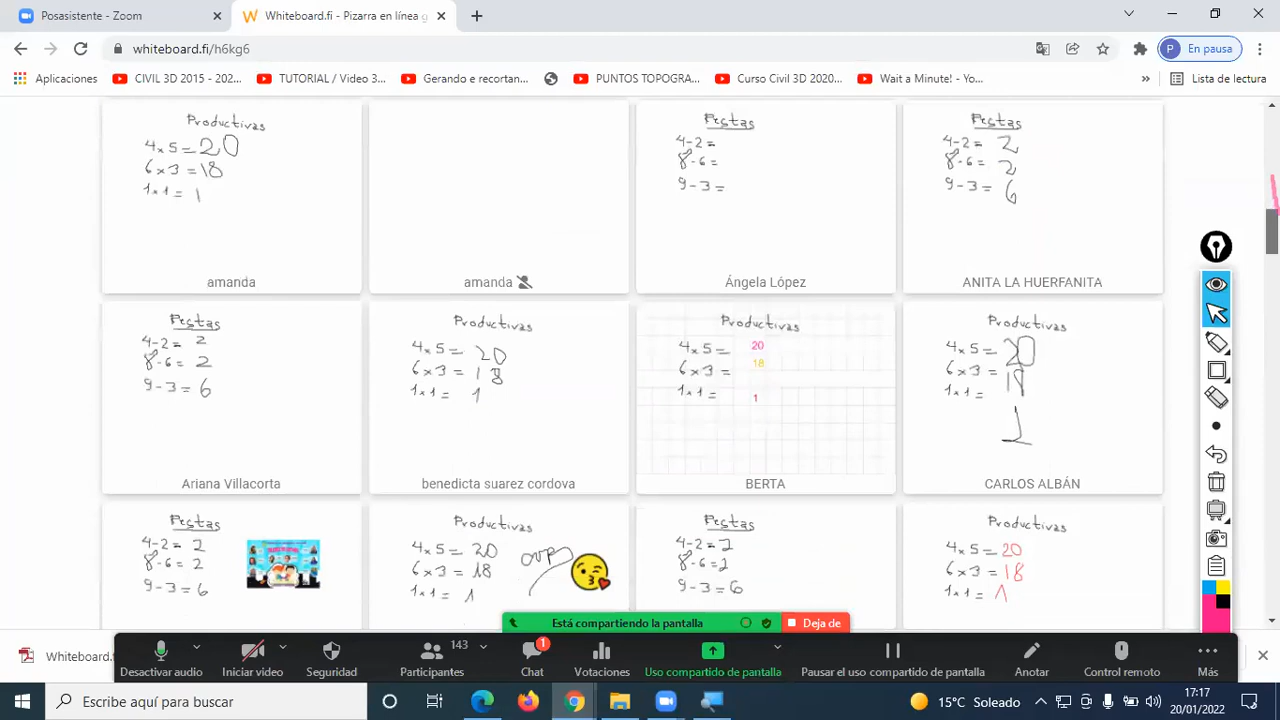 Posasistente - Zoom
Whiteboard.fi - Pizarra en línea g
whiteboard.fi/h6kg6
En pausa
Aplicaciones
CIVIL 3D 2015 - 202...
TUTORIAL / Video 3...
Gerando e recortan...
PUNTOS TOPOGRA...
Curso Civil 3D 2020...
Wait a Minute! - Yo...
»
Lista de lectura
Productivas
4x5=20
6x3=18
1x1=1
amanda
amanda
Restas
4-2=
8-6=
9-3=
Ángela López
Restas
4-2=2
8-6=2
9-3=6
ANITA LA HUERFANITA
Restas
4-2=2
8-6=2
9-3=6
Ariana Villacorta
Productivas
4x5=20
6x3=18
1x1=1
benedicta suarez cordova
Productivas
4x5=20
6x3=18
1x1=1
BERTA
Productivas
4x5=20
6x3=18
1x1=
1
CARLOS ALBÁN
Restas
4-2=2
8-6=2
9-3=6
Productivas
4x5=20
6x3=18
1x1=1
Restas
4-2=2
8-6=2
9-3=6
Productivas
4x5=20
6x3=18
1x1=1
Está compartiendo la pantalla
Deja de
Whiteboard.f
Desactivar audio
Iniciar video
Seguridad
143
Participantes
1
Chat
Votaciones
Uso compartido de pantalla
Pausar el uso compartido de pantalla
Anotar
Control remoto
Más
Escribe aquí para buscar
15°C Soleado
17:17
20/01/2022